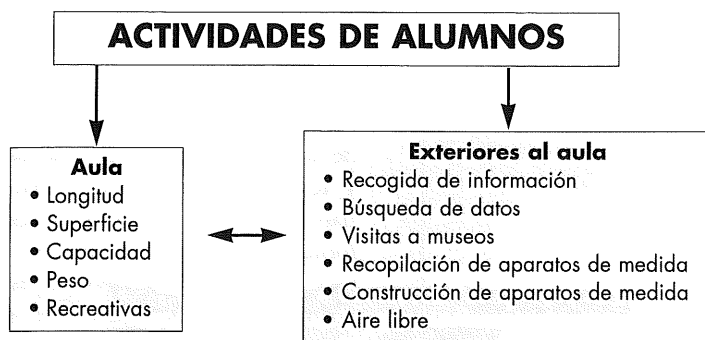 ACTIVIDADES DE ALUMNOS
Aula
• Longitud
• Superficie
• Capacidad
• Peso
• Recreativas
Exteriores al aula
• Recogida de información
• Búsqueda de datos
• Visitas a museos
• Recopilación de aparatos de medida
• Construcción de aparatos de medida
• Aire libre